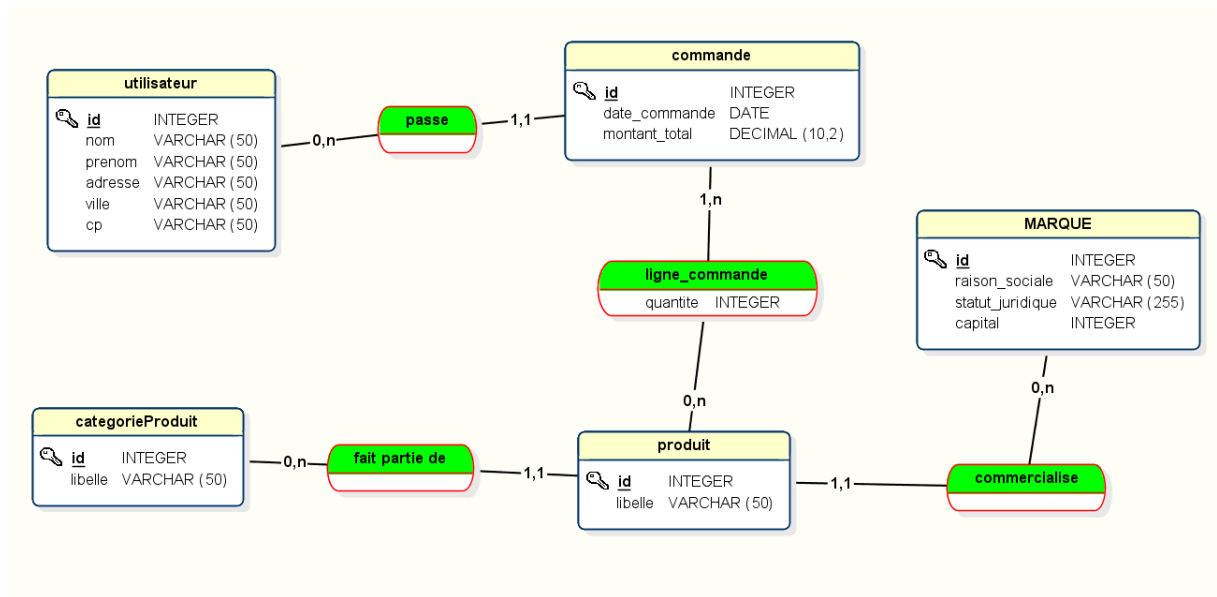 utilisateur
id INTEGER
nom VARCHAR (50)
prenom VARCHAR (50)
adresse VARCHAR (50)
ville VARCHAR (50)
cp VARCHAR (50)
0,n
passe
1,1
commande
id INTEGER
date_commande DATE
montant_total DECIMAL (10,2)
1,n
ligne_commande
quantite INTEGER
0,n
MARQUE
id INTEGER
raison_sociale VARCHAR (50)
statut_juridique VARCHAR (255)
capital INTEGER
0,n
categorieProduit
id INTEGER
libelle VARCHAR (50)
0,n
fait partie de
1,1
produit
id INTEGER
libelle VARCHAR (50)
1,1
commercialise